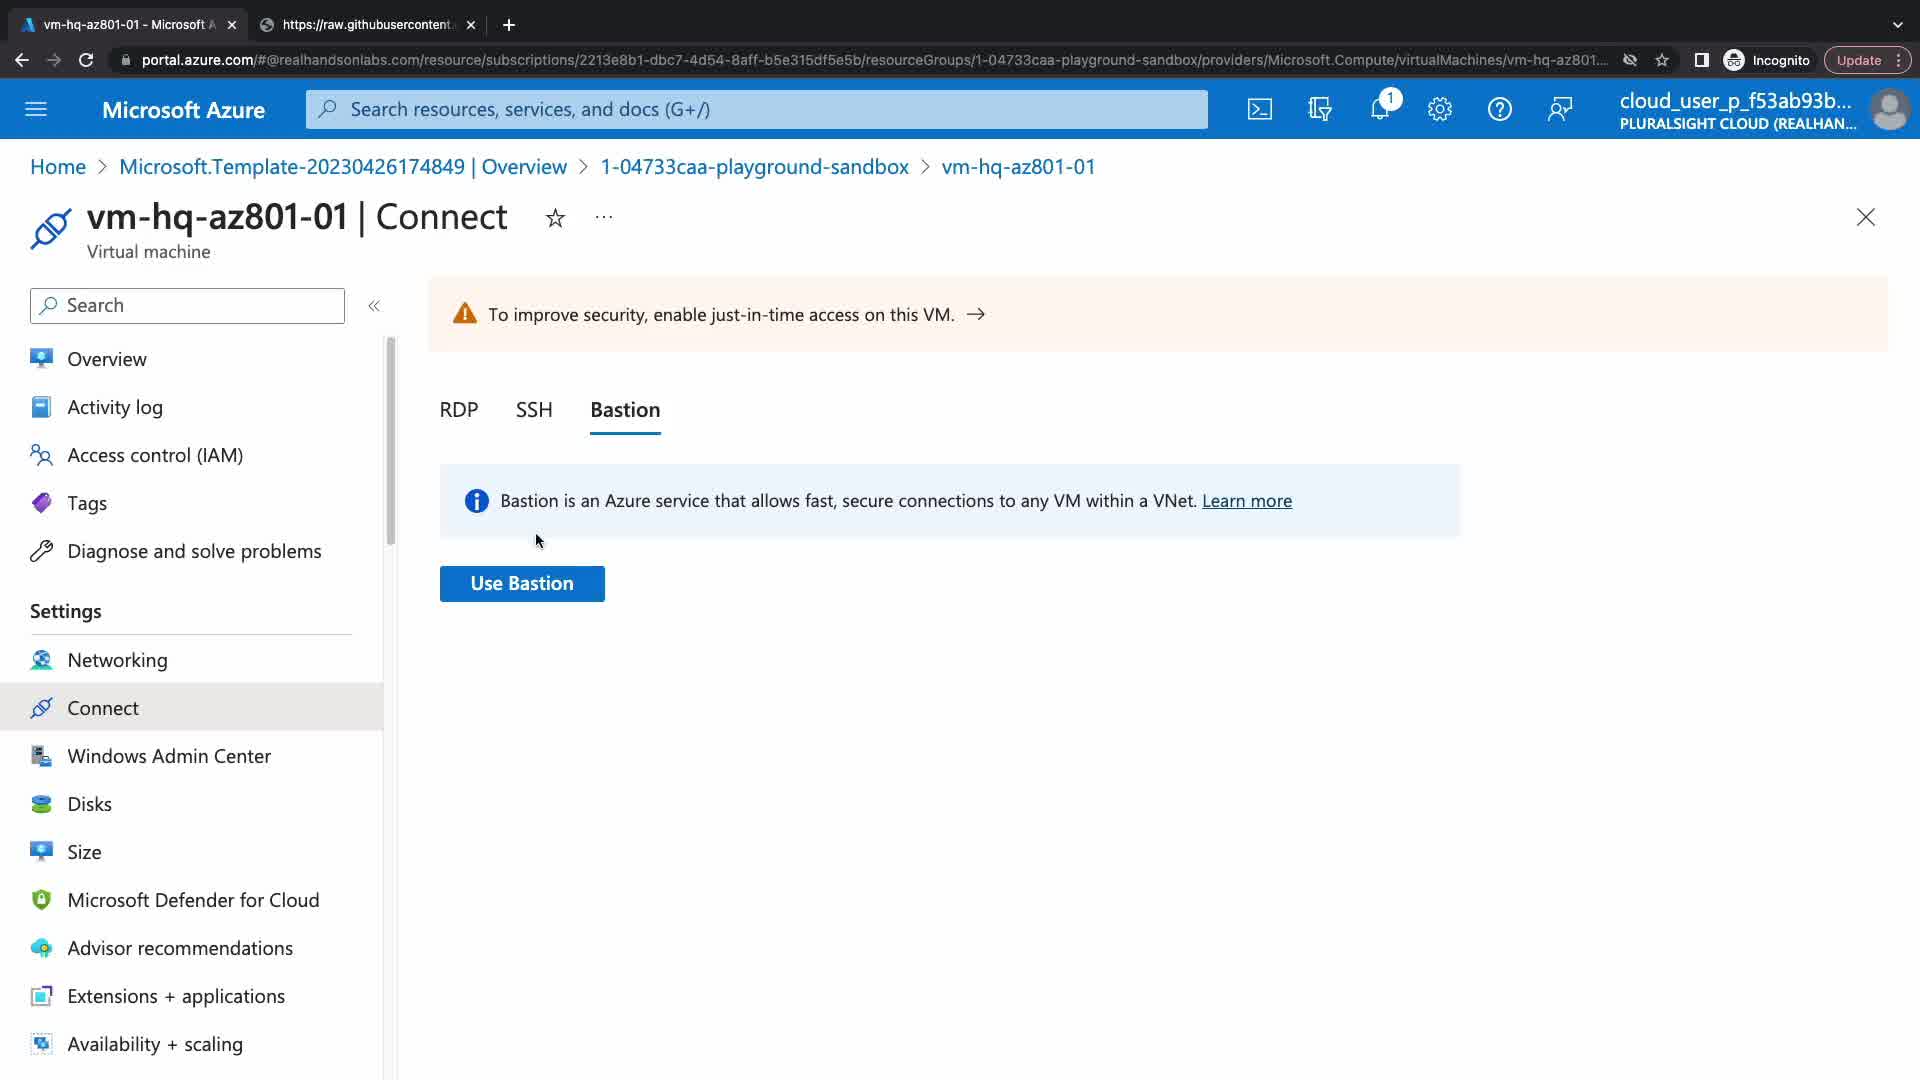 vm-hq-az801-01 - Microsoft A
https://raw.githubusercontent.
portal.azure.com/#@realhandsonlabs.com/resource/subscriptions/2213e8b1-dbc7-4d54-8aff-b5e315df5e5b/resourceGroups/1-04733caa-playground-sandbox/providers/Microsoft.Compute/virtualMachines/vm-hq-az801...
Incognito
Update
Microsoft Azure
Search resources, services, and docs (G+/)
1
cloud_user_p_f53ab93b...
PLURALSIGHT CLOUD (REALHAN...
Home > Microsoft.Template-20230426174849 | Overview > 1-04733caa-playground-sandbox > vm-hq-az801-01
vm-hq-az801-01 | Connect
Virtual machine
Search
To improve security, enable just-in-time access on this VM. →
Overview
Activity log
Access control (IAM)
Tags
Diagnose and solve problems
Settings
Networking
Connect
Windows Admin Center
Disks
Size
Microsoft Defender for Cloud
Advisor recommendations
Extensions + applications
Availability + scaling
RDP SSH Bastion
Bastion is an Azure service that allows fast, secure connections to any VM within a VNet. Learn more
Use Bastion